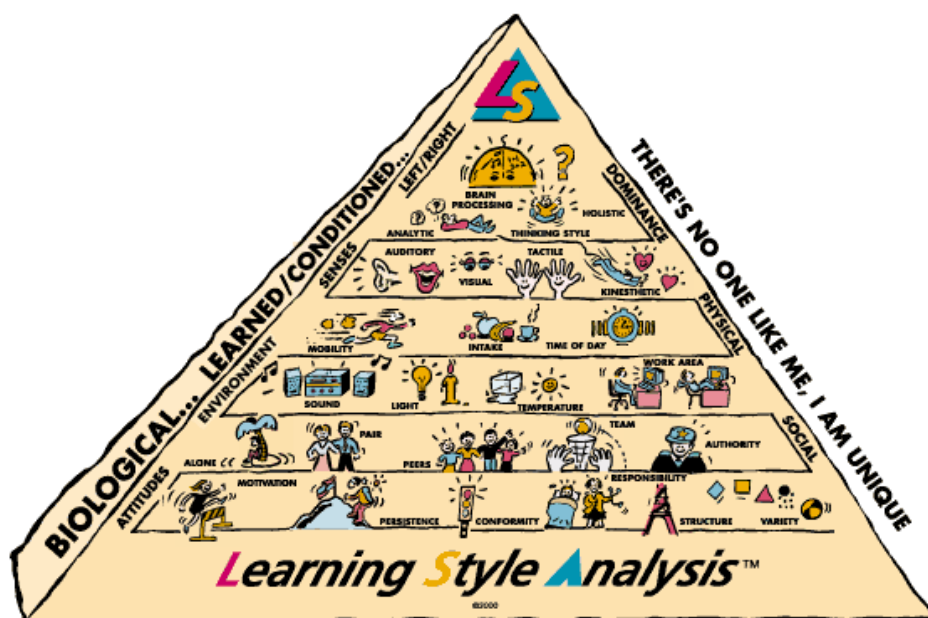 LS
BIOLOGICAL... LEARNED/CONDITIONED...
THERE'S NO ONE LIKE ME, I AM UNIQUE
LEFT/RIGHT
DOMINANCE
BRAIN
PROCESSING
HOLISTIC
ANALYTIC
THINKING STYLE
SENSES
AUDITORY
VISUAL
TACTILE
KINESTHETIC
PHYSICAL
MOBILITY
INTAKE
TIME OF DAY
ENVIRONMENT
SOUND
LIGHT
TEMPERATURE
WORK AREA
SOCIAL
ALONE
PAIR
PEERS
TEAM
AUTHORITY
ATTITUDES
MOTIVATION
PERSISTENCE
CONFORMITY
RESPONSIBILITY
STRUCTURE
VARIETY
Learning Style Analysis™
©2000